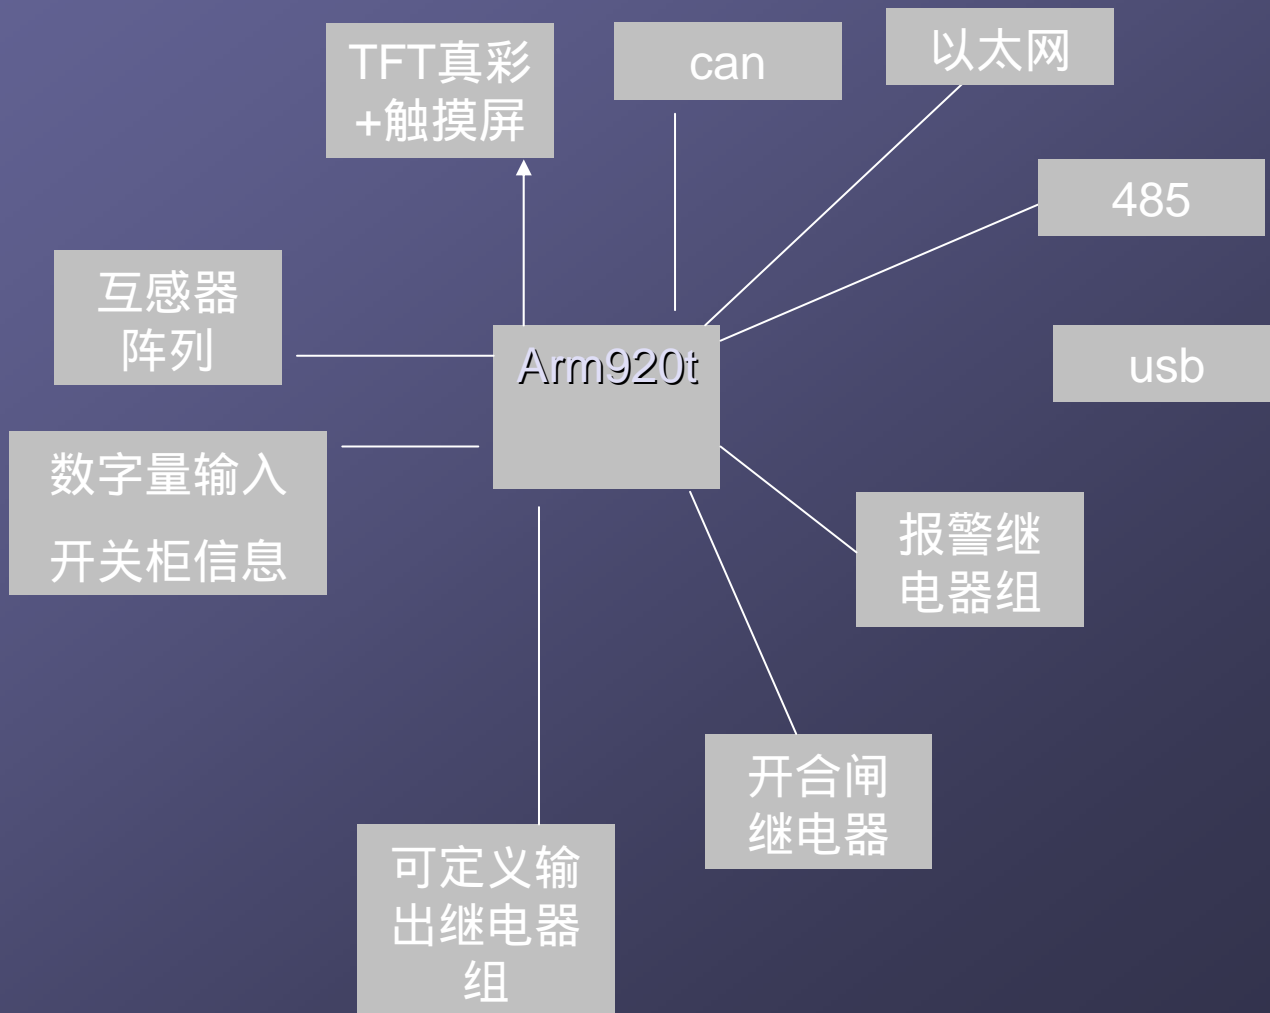 TFT真彩
+触摸屏
can
以太网
485
互感器
阵列
Arm920t
usb
数字量输入
开关柜信息
报警继
电器组
开合闸
继电器
可定义输
出继电器
组